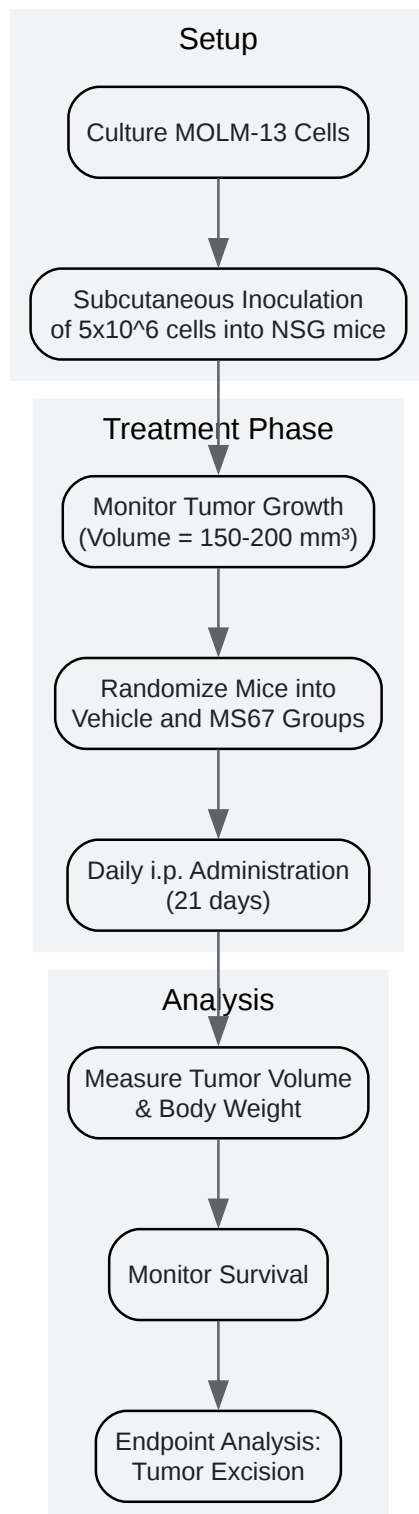 Setup
Culture MOLM-13 Cells
Subcutaneous Inoculation
of 5x10^6 cells into NSG mice
Treatment Phase
Monitor Tumor Growth
(Volume = 150-200 mm³)
Randomize Mice into
Vehicle and MS67 Groups
Daily i.p. Administration
(21 days)
Analysis
Measure Tumor Volume
& Body Weight
Monitor Survival
Endpoint Analysis:
Tumor Excision